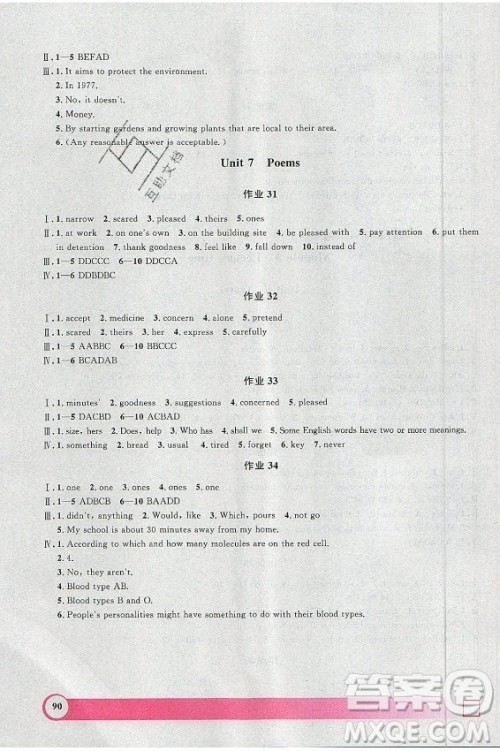 Ⅱ. 1—5 BEFAD
Ⅲ. 1. It aims to protect the environment.
2. In 1977.
3. No, it doesn't.
4. Money.
5. By starting gardens and growing plants that are local to their area.
6. (Any reasonable answer is acceptable.)
Unit 7 Poems
作业 31
Ⅰ. 1. narrow 2. scared 3. pleased 4. theirs 5. ones
Ⅱ. 1. at work 2. on one's own 3. on the building site 4. be scared to 5. pay attention 6. put them
in detention 7. thank goodness 8. feel like 9. fall down 10. instead of
Ⅲ. 1—5 DDCCC 6—10 DDCCA
Ⅳ. 1—6 DDBDBC
作业 32
Ⅰ. 1. accept 2. medicine 3. concern 4. alone 5. pretend
Ⅱ. 1. scared 2. theirs 3. her 4. express 5. carefully
Ⅲ. 1—5 AABBC 6—10 BBCCC
Ⅳ. 1—6 BCADAB
作业 33
Ⅰ. 1. minutes' 2. goodness 3. suggestions 4. concerned 5. pleased
Ⅱ. 1—5 DACBD 6—10 ACBAD
Ⅲ. 1. size, hers 2. Does, help 3. Who has 4. shall we 5. Some English words have two or more meanings.
Ⅳ. 1. something 2. bread 3. usual 4. tired 5. forget 6. key
作业 34
Ⅰ. 1. one 2. one 3. ones 4. ones 5. one
Ⅱ. 1—5 ADBCB 6—10 BAADD
Ⅲ. 1. didn't, anything 2. Would, like 3. Which, pours 4. not to
5. My school is about 30 minutes away from my home.
Ⅳ. 1. According to which and how many molecules are on the red cell.
2. 4.
3. No, they aren't.
4. Blood type AB.
5. Blood types B and O.
6. People's personalities might have something to do with their blood types.
90
互助文档
答案圈
MXQE.COM